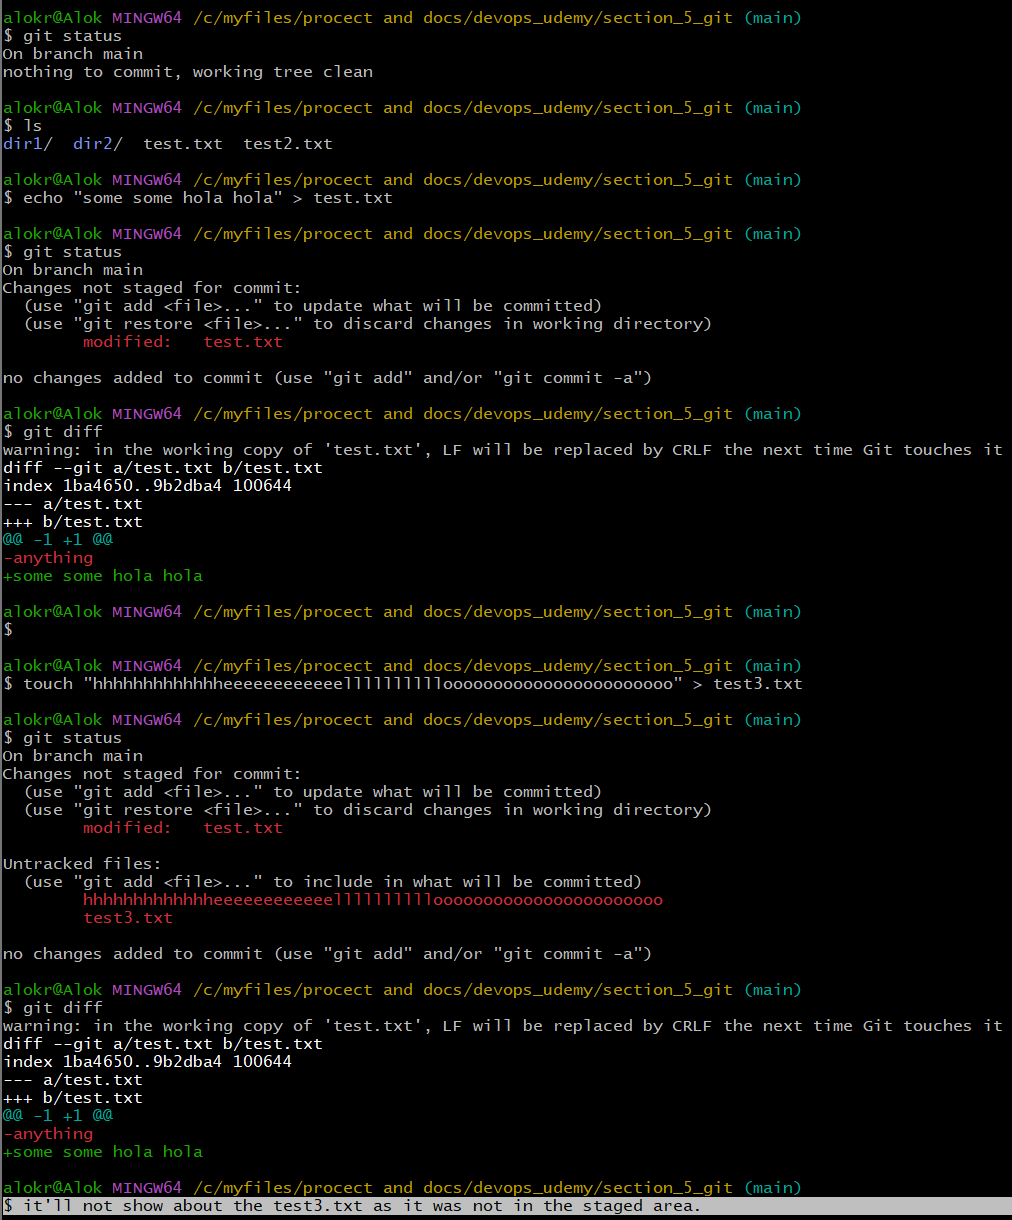 alokr@Alok MINGW64 /c/myfiles/procect and docs/devops_udemy/section_5_git (main)
$ git status
On branch main
nothing to commit, working tree clean
alokr@Alok MINGW64 /c/myfiles/procect and docs/devops_udemy/section_5_git (main)
$ ls
dir1/  dir2/  test.txt  test2.txt
alokr@Alok MINGW64 /c/myfiles/procect and docs/devops_udemy/section_5_git (main)
$ echo "some some hola hola" > test.txt
alokr@Alok MINGW64 /c/myfiles/procect and docs/devops_udemy/section_5_git (main)
$ git status
On branch main
Changes not staged for commit:
  (use "git add <file>..." to update what will be committed)
  (use "git restore <file>..." to discard changes in working directory)
        modified:   test.txt
no changes added to commit (use "git add" and/or "git commit -a")
alokr@Alok MINGW64 /c/myfiles/procect and docs/devops_udemy/section_5_git (main)
$ git diff
warning: in the working copy of 'test.txt', LF will be replaced by CRLF the next time Git touches it
diff --git a/test.txt b/test.txt
index 1ba4650..9b2dba4 100644
--- a/test.txt
+++ b/test.txt
@@ -1 +1 @@
-anything
+some some hola hola
alokr@Alok MINGW64 /c/myfiles/procect and docs/devops_udemy/section_5_git (main)
$
alokr@Alok MINGW64 /c/myfiles/procect and docs/devops_udemy/section_5_git (main)
$ touch "hhhhhhhhhhhhheeeeeeeeeeeellllllllllooooooooooooooooooooooo" > test3.txt
alokr@Alok MINGW64 /c/myfiles/procect and docs/devops_udemy/section_5_git (main)
$ git status
On branch main
Changes not staged for commit:
  (use "git add <file>..." to update what will be committed)
  (use "git restore <file>..." to discard changes in working directory)
        modified:   test.txt
Untracked files:
  (use "git add <file>..." to include in what will be committed)
        hhhhhhhhhhhhheeeeeeeeeeeellllllllllooooooooooooooooooooooo
        test3.txt
no changes added to commit (use "git add" and/or "git commit -a")
alokr@Alok MINGW64 /c/myfiles/procect and docs/devops_udemy/section_5_git (main)
$ git diff
warning: in the working copy of 'test.txt', LF will be replaced by CRLF the next time Git touches it
diff --git a/test.txt b/test.txt
index 1ba4650..9b2dba4 100644
--- a/test.txt
+++ b/test.txt
@@ -1 +1 @@
-anything
+some some hola hola
alokr@Alok MINGW64 /c/myfiles/procect and docs/devops_udemy/section_5_git (main)
$ it'll not show about the test3.txt as it was not in the staged area.